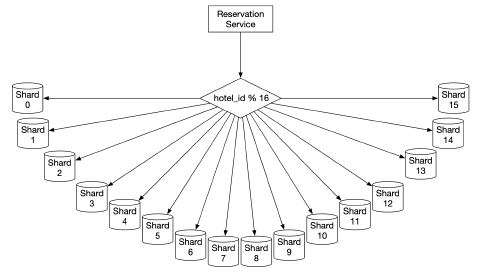 Reservation
Service
hotel_id % 16
Shard
0
Shard
1
Shard
2
Shard
3
Shard
4
Shard
5
Shard
6
Shard
7
Shard
8
Shard
9
Shard
10
Shard
11
Shard
12
Shard
13
Shard
14
Shard
15